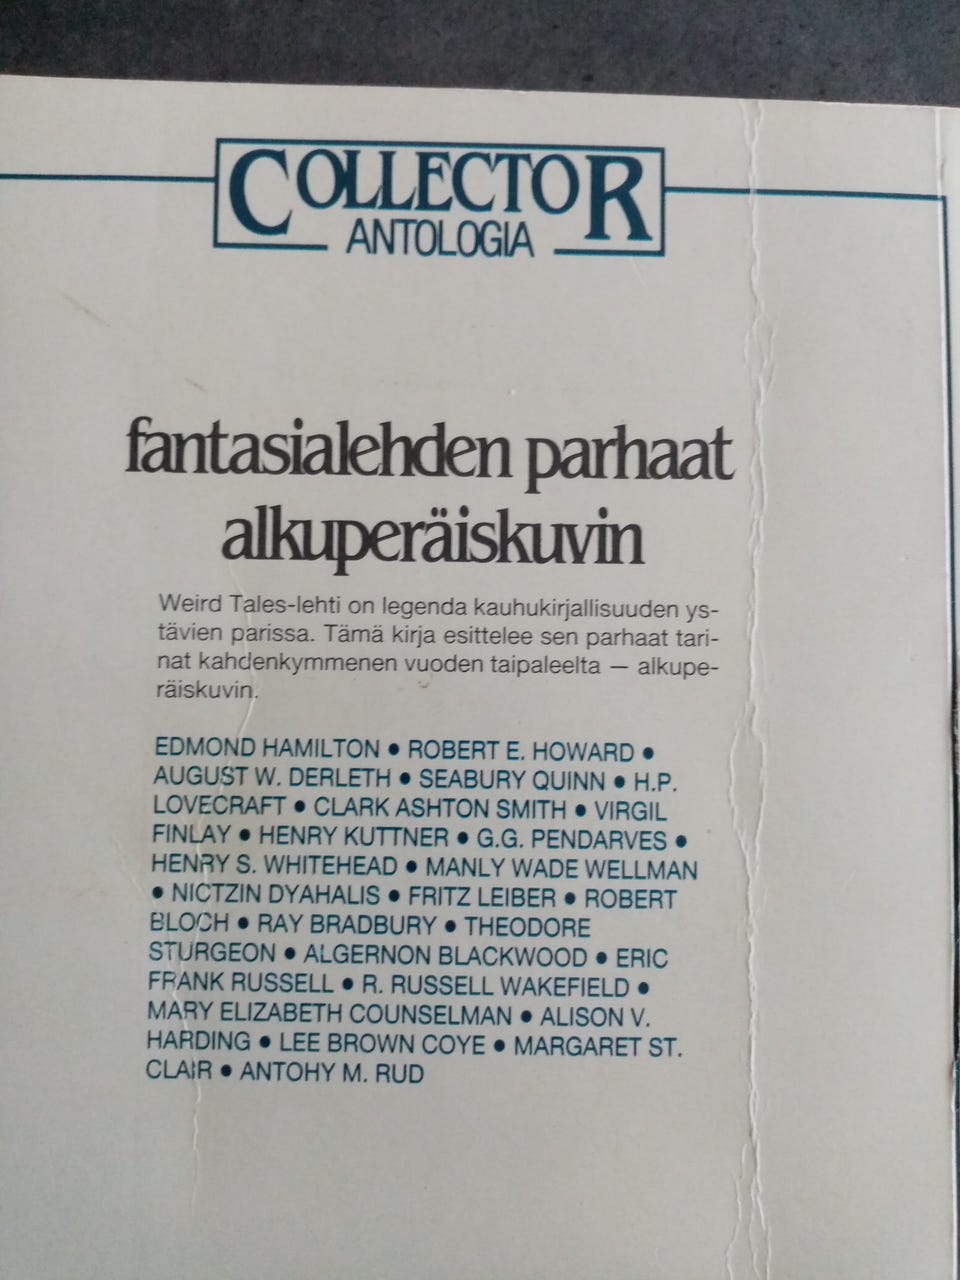 COLLECTOR
ANTOLOGIA
fantasialehden parhaat
alkuperäiskuvin
Weird Tales-lehti on legenda kauhukirjallisuuden ys-
tävien parissa. Tämä kirja esittelee sen parhaat tari-
nat kahdenkymmenen vuoden taipaleelta — alkupe-
räiskuvin.
EDMOND HAMILTON ● ROBERT E. HOWARD ●
AUGUST W. DERLETH ● SEABURY QUINN ● H.P.
LOVECRAFT ● CLARK ASHTON SMITH ● VIRGIL
FINLAY ● HENRY KUTTNER ● G.G. PENDARVES ●
HENRY S. WHITEHEAD ● MANLY WADE WELLMAN
● NICTZIN DYAHALIS ● FRITZ LEIBER ● ROBERT
BLOCH ● RAY BRADBURY ● THEODORE
STURGEON ● ALGERNON BLACKWOOD ● ERIC
FRANK RUSSELL ● R. RUSSELL WAKEFIELD ●
MARY ELIZABETH COUNSELMAN ● ALISON V.
HARDING ● LEE BROWN COYE ● MARGARET ST.
CLAIR ● ANTOHY M. RUD